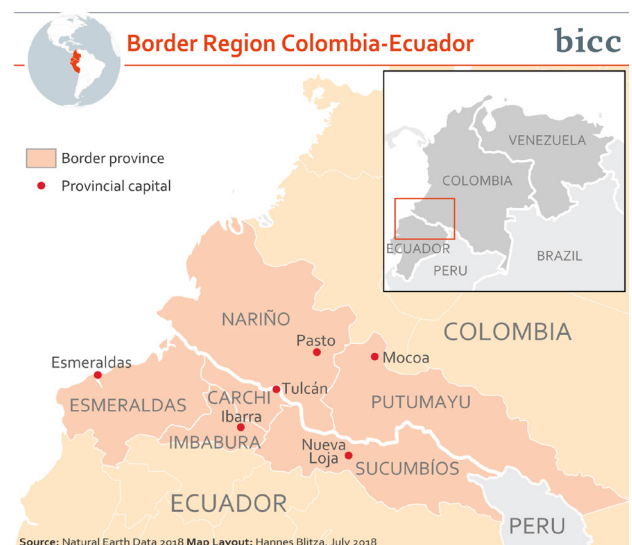 Border Region Colombia-Ecuador
bicc
Border province
Provincial capital
VENEZUELA
COLOMBIA
ECUADOR
PERU
BRAZIL
NARIÑO
Pasto
COLOMBIA
Mocoa
Esmeraldas
Tulcán
ESMERALDAS
CARCHI
Ibarra
PUTUMAYU
IMBABURA
Nueva
Loja
SUCUMBÍOS
ECUADOR
PERU
Source: Natural Earth Data 2018 Map Layout: Hannes Blitza, July 2018